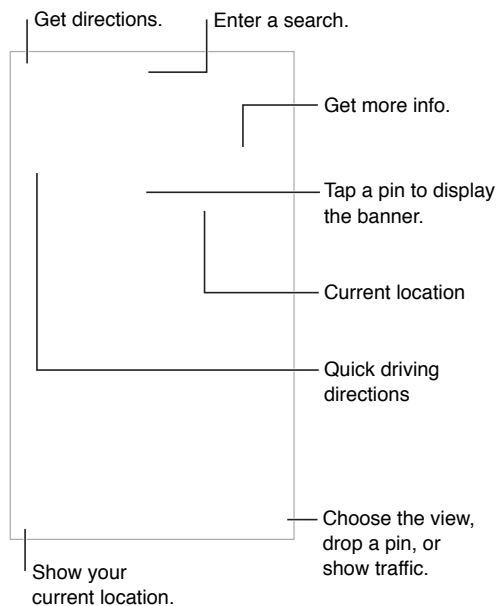 Get directions.
Enter a search.
Get more info.
Tap a pin to display
the banner.
Current location
Quick driving
directions
Choose the view,
drop a pin, or
show traffic.
Show your
current location.